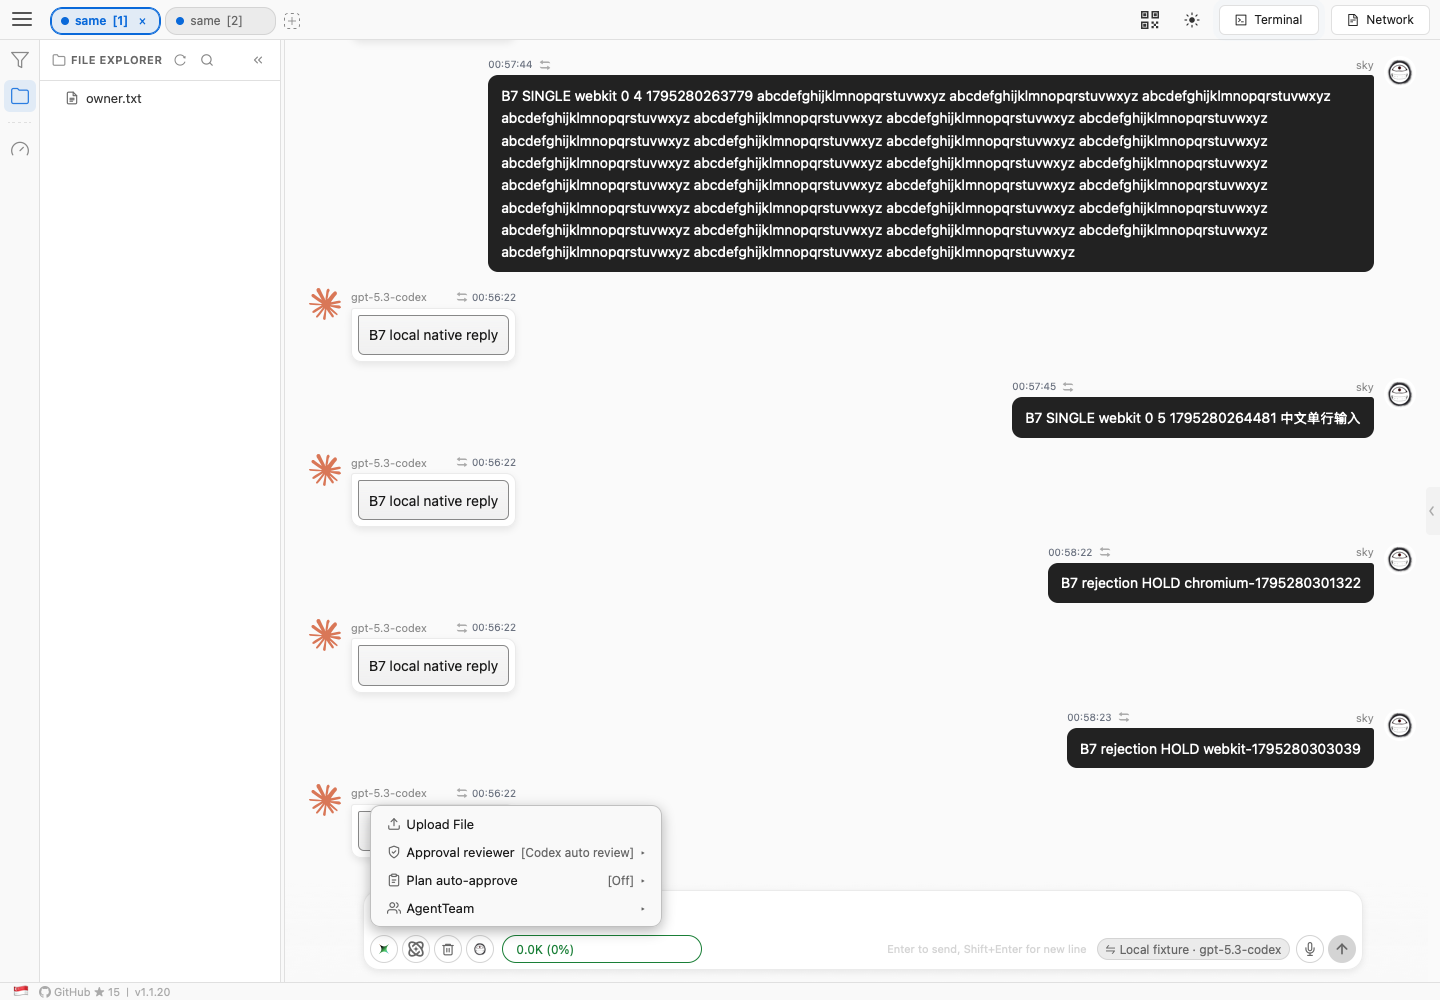 same [1] ×
same [2]
Terminal
Network
FILE EXPLORER
owner.txt
00:57:44
sky
B7 SINGLE webkit 0 4 1795280263779 abcdefghijklmnopqrstuvwxyz abcdefghijklmnopqrstuvwxyz abcdefghijklmnopqrstuvwxyz
abcdefghijklmnopqrstuvwxyz abcdefghijklmnopqrstuvwxyz abcdefghijklmnopqrstuvwxyz abcdefghijklmnopqrstuvwxyz
abcdefghijklmnopqrstuvwxyz abcdefghijklmnopqrstuvwxyz abcdefghijklmnopqrstuvwxyz abcdefghijklmnopqrstuvwxyz
abcdefghijklmnopqrstuvwxyz abcdefghijklmnopqrstuvwxyz abcdefghijklmnopqrstuvwxyz abcdefghijklmnopqrstuvwxyz
abcdefghijklmnopqrstuvwxyz abcdefghijklmnopqrstuvwxyz abcdefghijklmnopqrstuvwxyz abcdefghijklmnopqrstuvwxyz
abcdefghijklmnopqrstuvwxyz abcdefghijklmnopqrstuvwxyz abcdefghijklmnopqrstuvwxyz abcdefghijklmnopqrstuvwxyz
abcdefghijklmnopqrstuvwxyz abcdefghijklmnopqrstuvwxyz abcdefghijklmnopqrstuvwxyz abcdefghijklmnopqrstuvwxyz
abcdefghijklmnopqrstuvwxyz abcdefghijklmnopqrstuvwxyz abcdefghijklmnopqrstuvwxyz
gpt-5.3-codex 00:56:22
B7 local native reply
00:57:45
sky
B7 SINGLE webkit 0 5 1795280264481 中文单行输入
gpt-5.3-codex 00:56:22
B7 local native reply
00:58:22
sky
B7 rejection HOLD chromium-1795280301322
gpt-5.3-codex 00:56:22
B7 local native reply
00:58:23
sky
B7 rejection HOLD webkit-1795280303039
gpt-5.3-codex 00:56:22
Upload File
Approval reviewer [Codex auto review]
Plan auto-approve [Off]
AgentTeam
0.0K (0%)
Enter to send, Shift+Enter for new line
Local fixture · gpt-5.3-codex
GitHub ★ 15 | v1.1.20